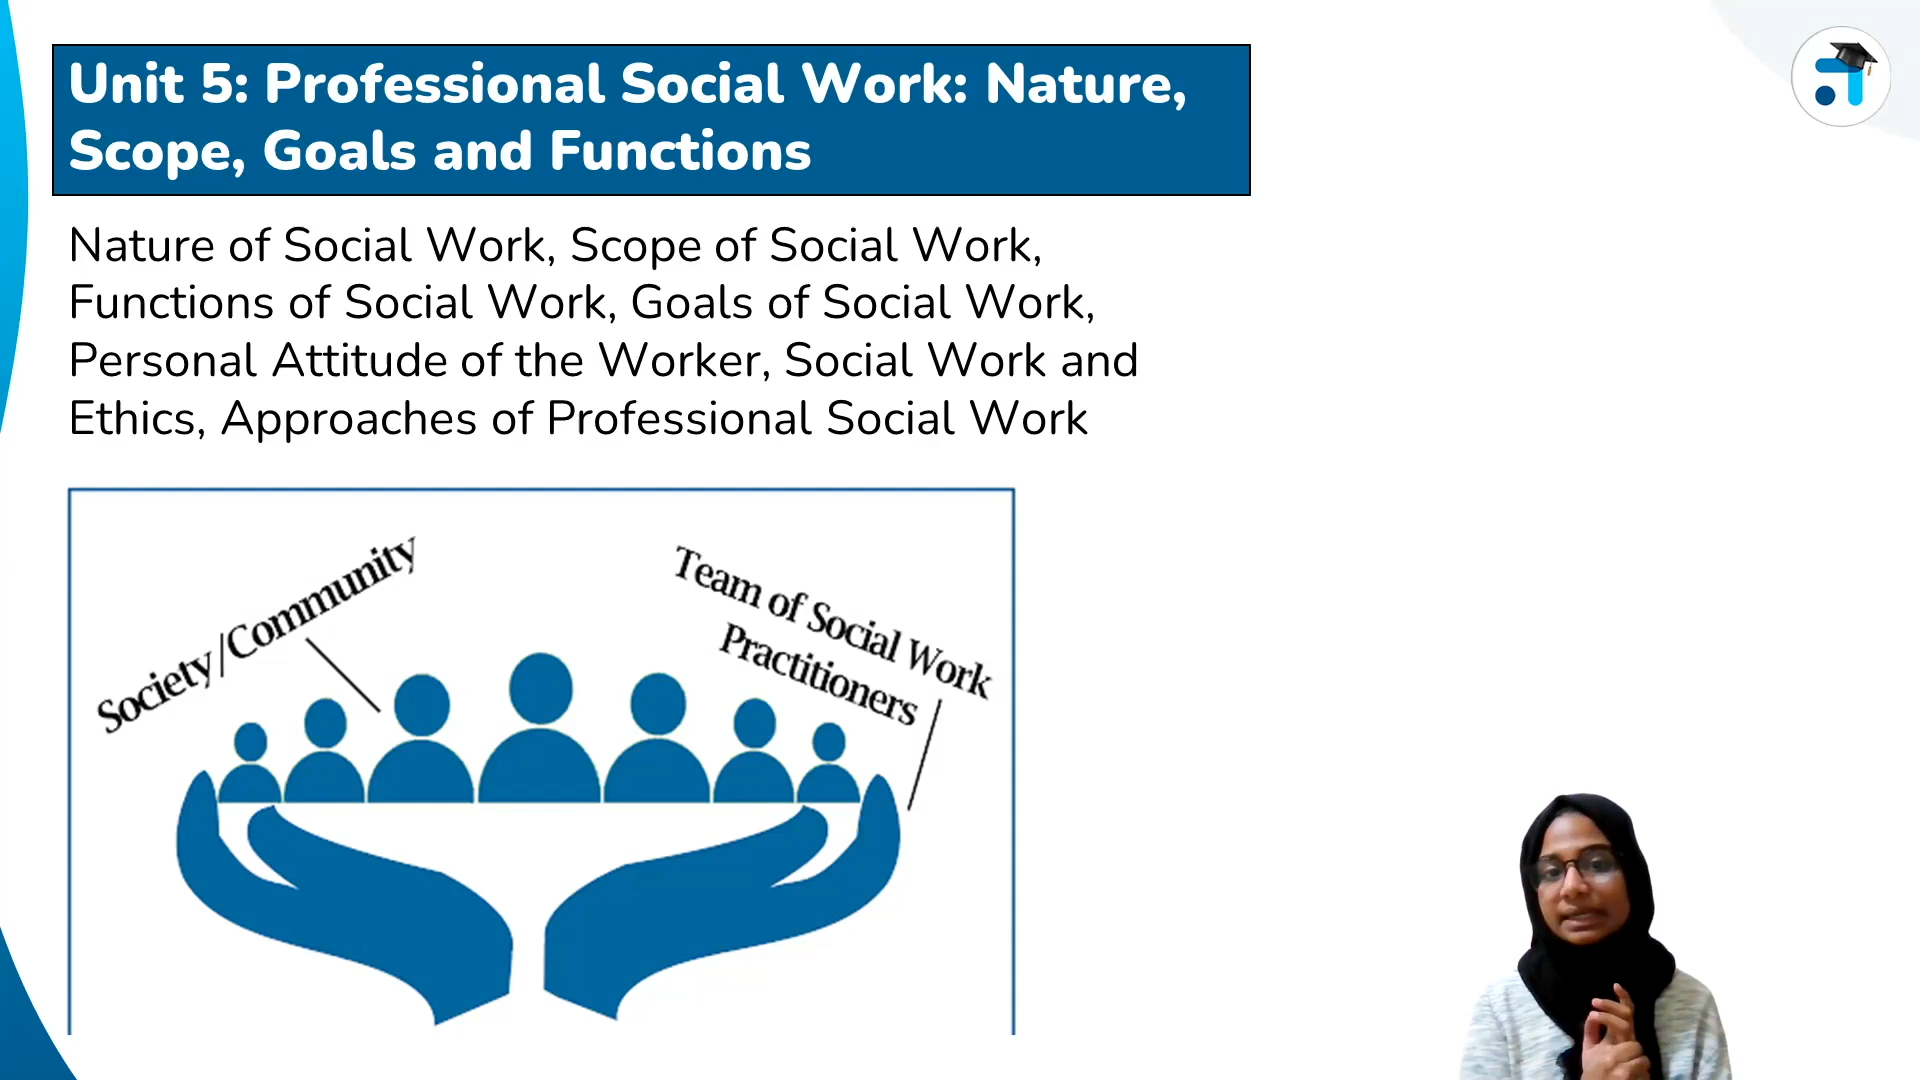 Unit 5: Professional Social Work: Nature,
Scope, Goals and Functions
Nature of Social Work, Scope of Social Work,
Functions of Social Work, Goals of Social Work,
Personal Attitude of the Worker, Social Work and
Ethics, Approaches of Professional Social Work
Society/Community
Team of Social Work
Practitioners